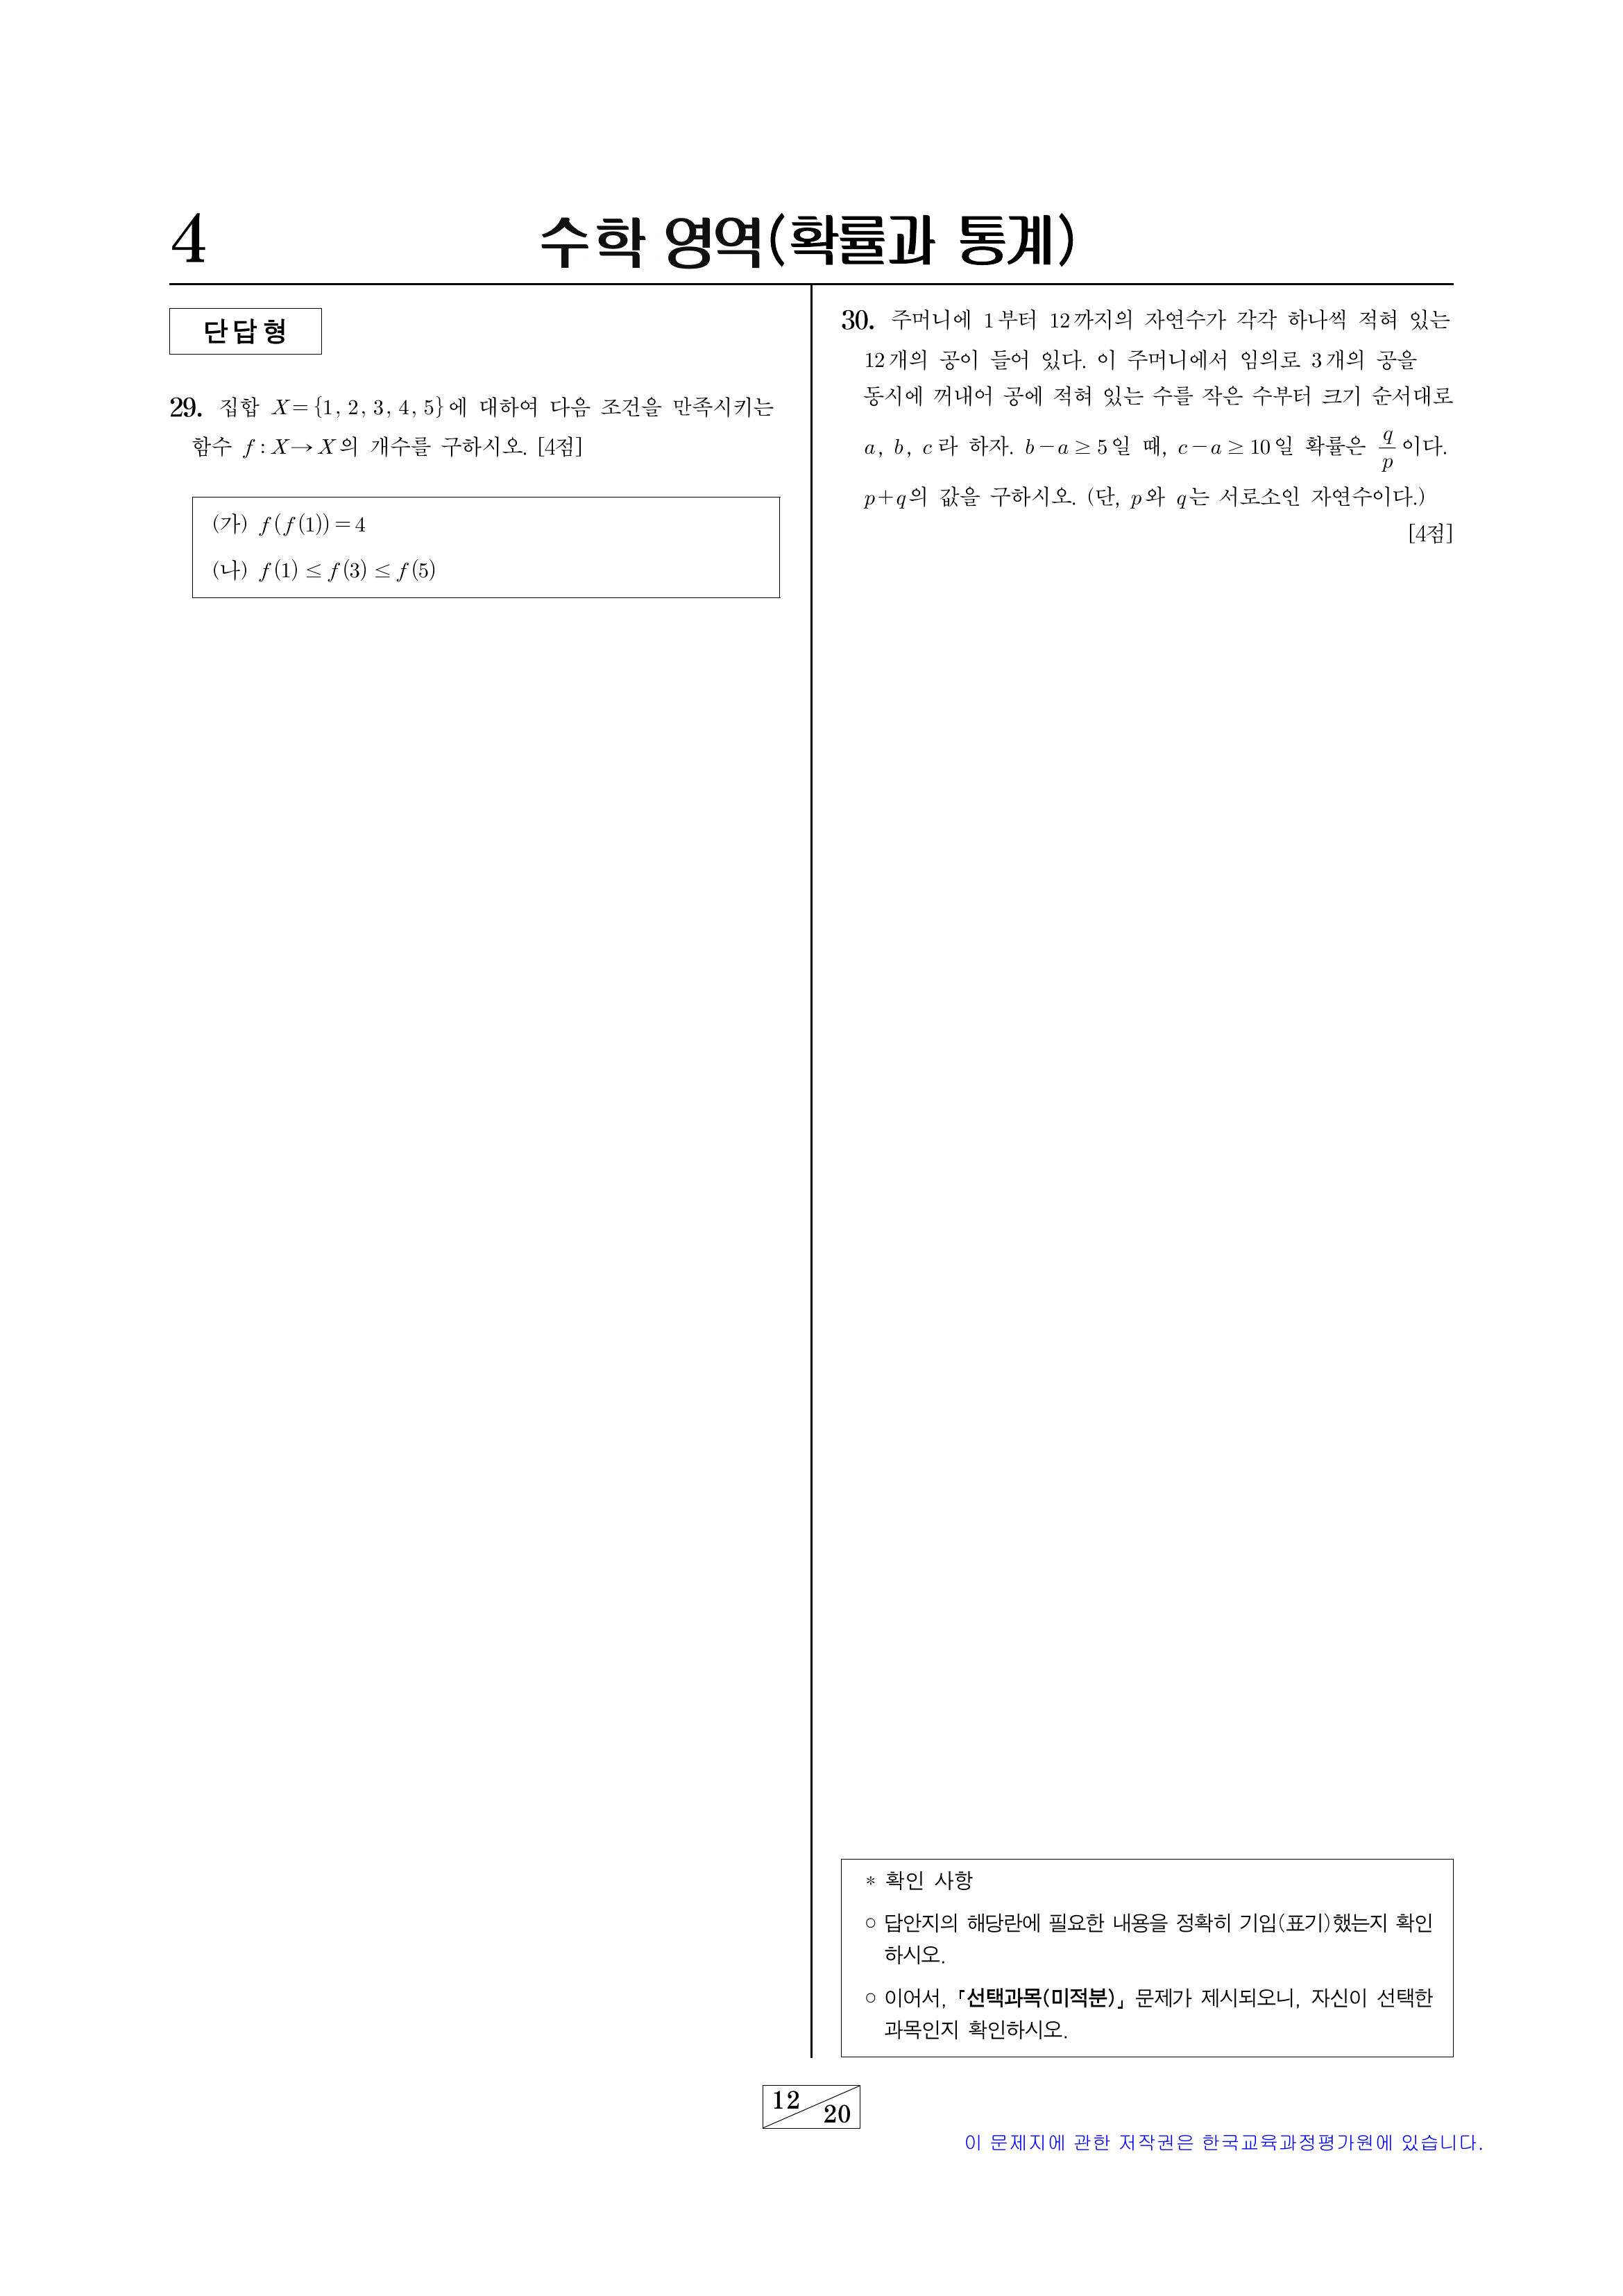 4
수학 영역(확률과 통계)
단답형
29. 집합 X={1, 2, 3, 4, 5}에 대하여 다음 조건을 만족시키는
함수 f : X→X의 개수를 구하시오. [4점]
(가) f(f(1))=4
(나) f(1)≤f(3)≤f(5)
30. 주머니에 1부터 12까지의 자연수가 각각 하나씩 적혀 있는
12개의 공이 들어 있다. 이 주머니에서 임의로 3개의 공을
동시에 꺼내어 공에 적혀 있는 수를 작은 수부터 크기 순서대로
a, b, c라 하자. b-a≥5일 때, c-a≥10일 확률은 q/p이다.
p+q의 값을 구하시오. (단, p와 q는 서로소인 자연수이다.)
[4점]
* 확인 사항
○ 답안지의 해당란에 필요한 내용을 정확히 기입(표기)했는지 확인
하시오.
○ 이어서, 「선택과목(미적분)」 문제가 제시되오니, 자신이 선택한
과목인지 확인하시오.
12
20
이 문제지에 관한 저작권은 한국교육과정평가원에 있습니다.